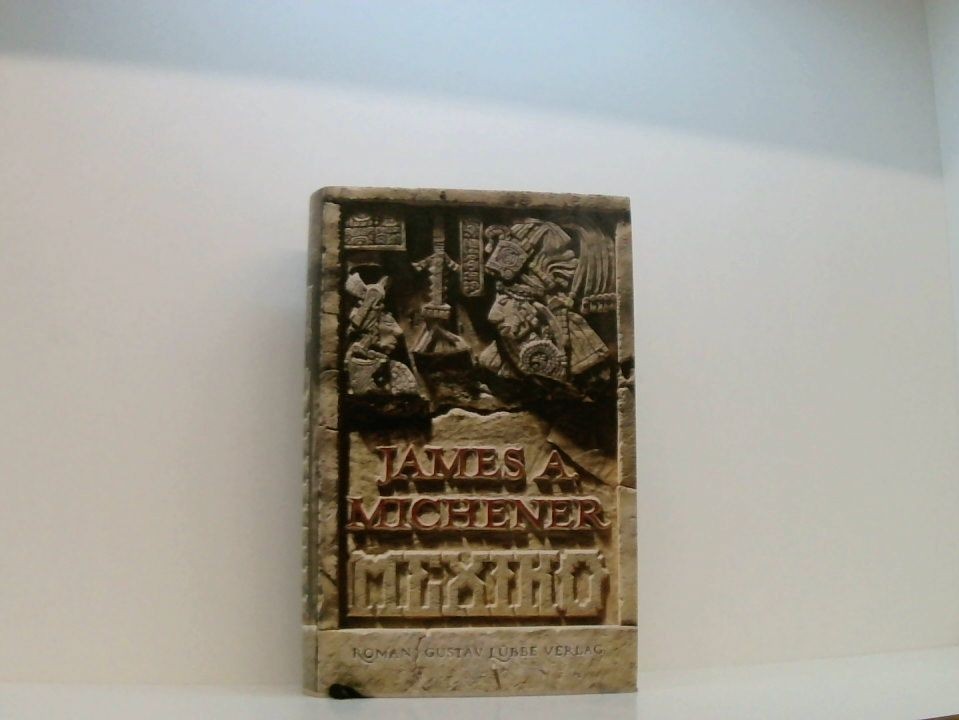 JAMES A.
MICHENER
MEXIKO
ROMAN GUSTAV LÜBBE VERLAG